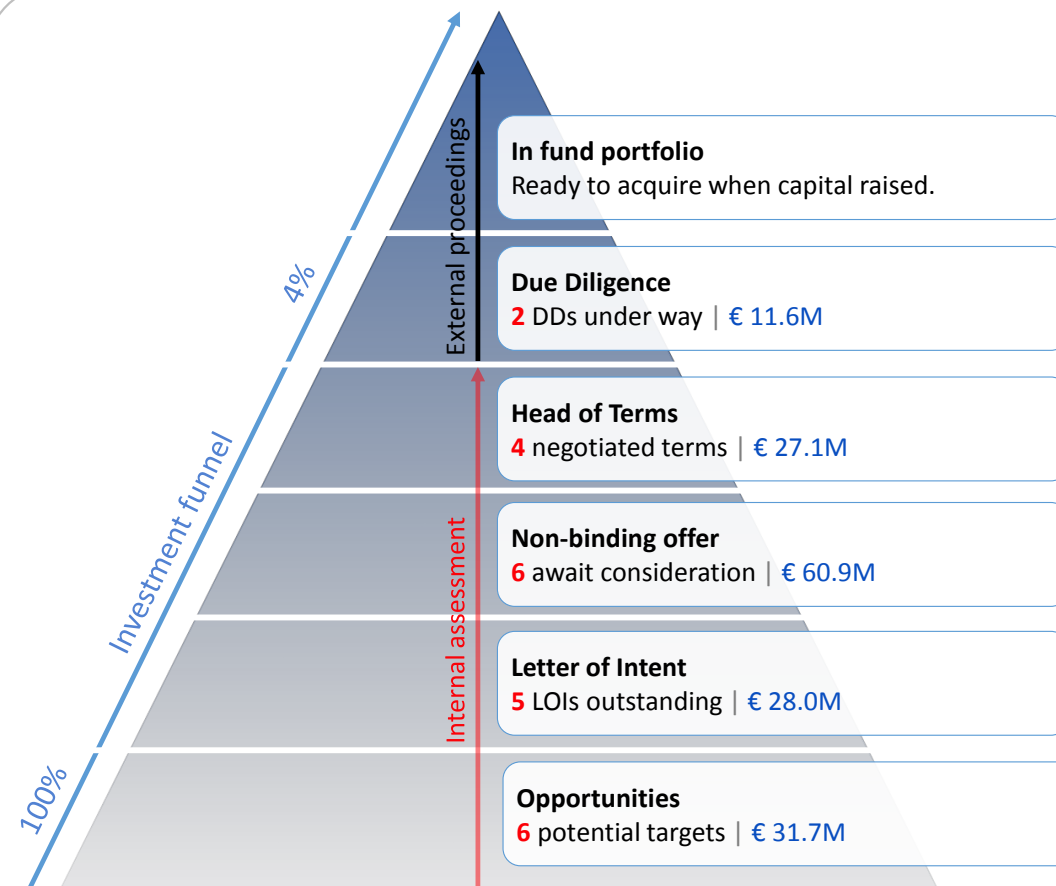 In fund portfolio
Ready to acquire when capital raised.
External proceedings
Due Diligence
2 DDs under way | € 11.6M
4%
Head of Terms
4 negotiated terms | € 27.1M
Investment funnel
Non-binding offer
6 await consideration | € 60.9M
Internal assessment
Letter of Intent
5 LOIs outstanding | € 28.0M
100%
Opportunities
6 potential targets | € 31.7M